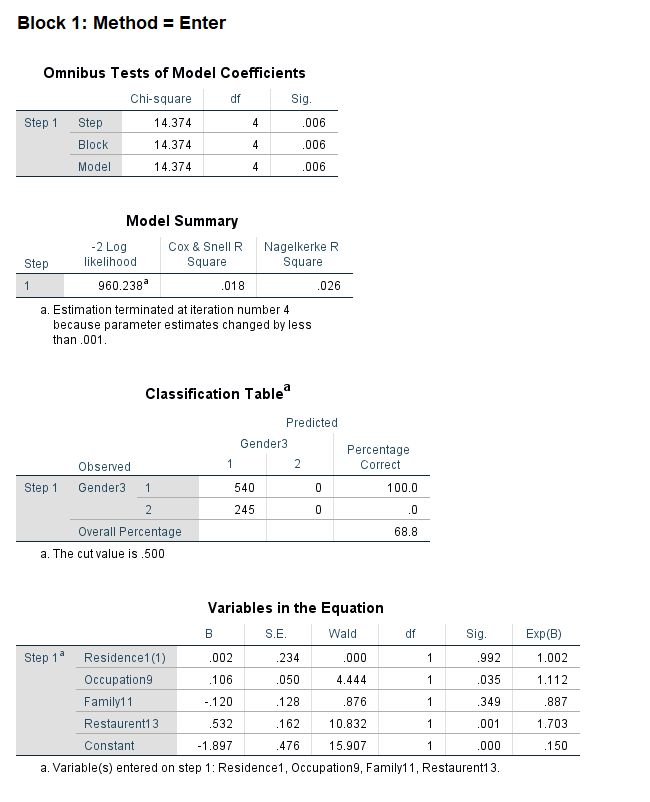 Block 1: Method = Enter
Omnibus Tests of Model Coefficients
Chi-square df Sig.
Step 1 Step 14.374 4 .006
Block 14.374 4 .006
Model 14.374 4 .006
Model Summary
Step -2 Log likelihood Cox & Snell R Square Nagelkerke R Square
1 960.238a .018 .026
a. Estimation terminated at iteration number 4
because parameter estimates changed by less
than .001.
Classification Tablea
Predicted
Gender3 Percentage Correct
Observed 1 2
Step 1 Gender3 1 540 0 100.0
2 245 0 .0
Overall Percentage 68.8
a. The cut value is .500
Variables in the Equation
B S.E. Wald df Sig. Exp(B)
Step 1a Residence1(1) .002 .234 .000 1 .992 1.002
Occupation9 .106 .050 4.444 1 .035 1.112
Family11 -.120 .128 .876 1 .349 .887
Restaurent13 .532 .162 10.832 1 .001 1.703
Constant -1.897 .476 15.907 1 .000 .150
a. Variable(s) entered on step 1: Residence1, Occupation9, Family11, Restaurent13.